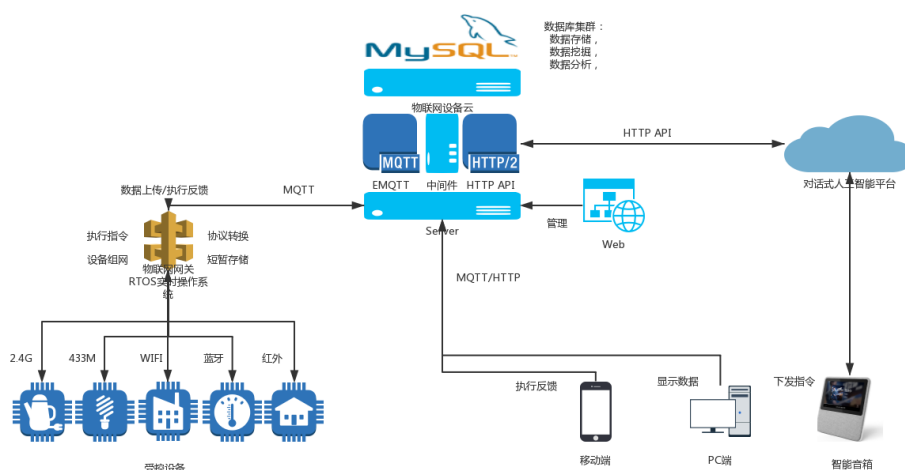 数据库集群：
数据存储，
数据挖掘，
数据分析，
MySQL
物联网设备云
MQTT
HTTP/2
EMQTT
中间件
HTTP API
HTTP API
对话式人工智能平台
数据上传/执行反馈
MQTT
Server
管理
Web
执行指令
协议转换
设备组网
短暂存储
物联网网关
RTOS实时操作系
统
MQTT/HTTP
2.4G
433M
WIFI
蓝牙
红外
执行反馈
显示数据
下发指令
受控设备
移动端
PC端
智能音箱